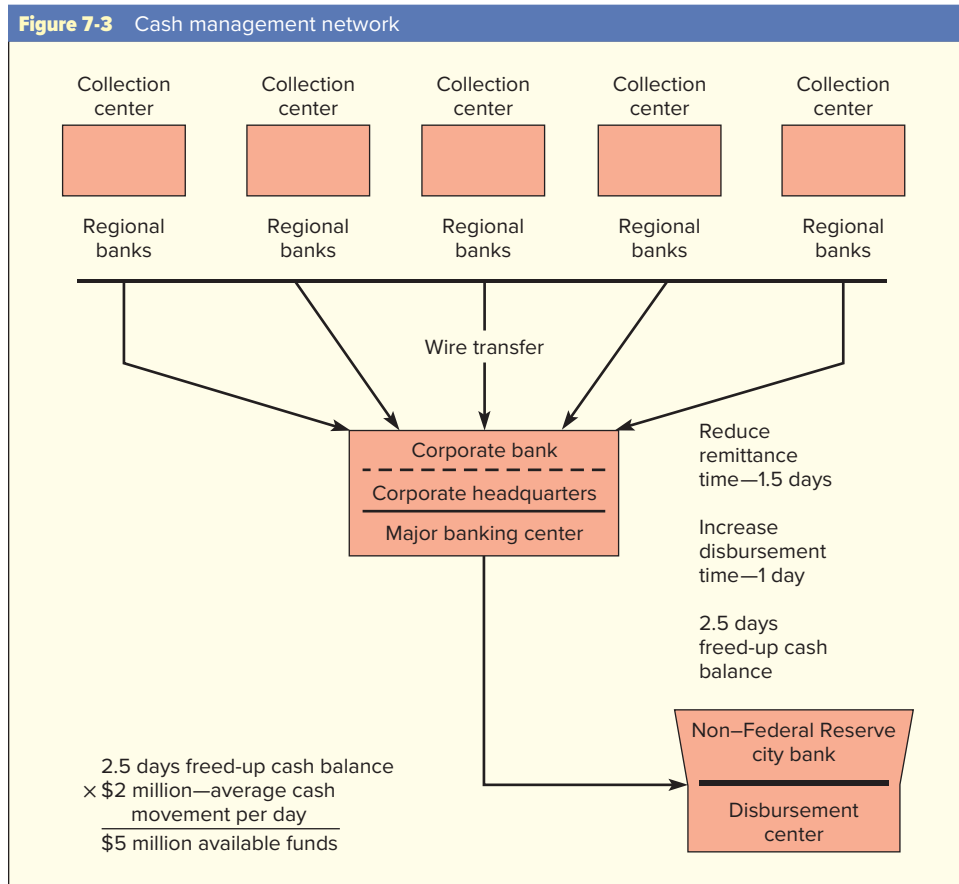 Figure 7-3 Cash management network
Collection
center
Collection
center
Collection
center
Collection
center
Collection
center
Regional
banks
Regional
banks
Regional
banks
Regional
banks
Regional
banks
Wire transfer
Corporate bank
Corporate headquarters
Major banking center
Reduce
remittance
time—1.5 days
Increase
disbursement
time—1 day
2.5 days
freed-up cash
balance
Non–Federal Reserve
city bank
Disbursement
center
2.5 days freed-up cash balance
× $2 million—average cash
movement per day
$5 million available funds